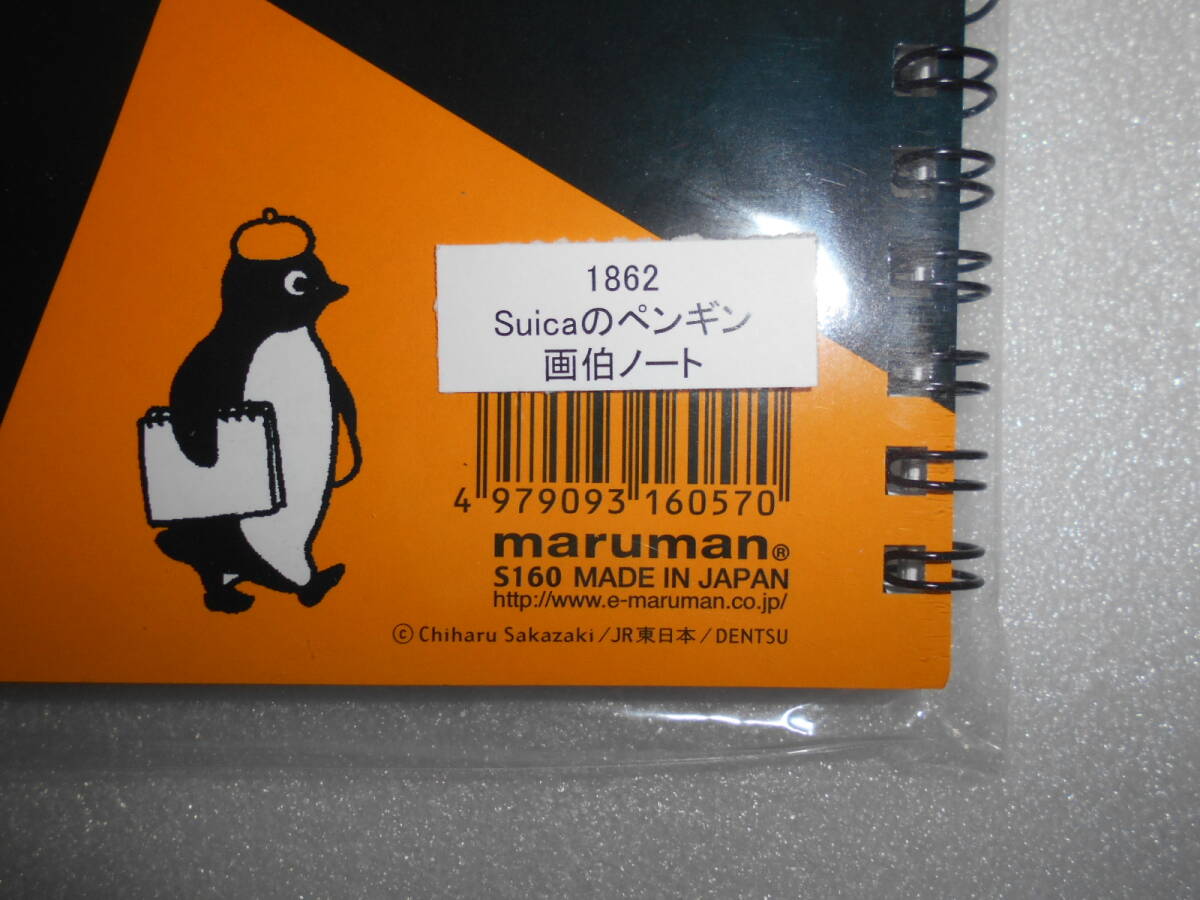 1862
Suicaのペンギン
画伯ノート
4 979093 160570
maruman®
S160 MADE IN JAPAN
http://www.e-maruman.co.jp/
© Chiharu Sakazaki/JR東日本/DENTSU